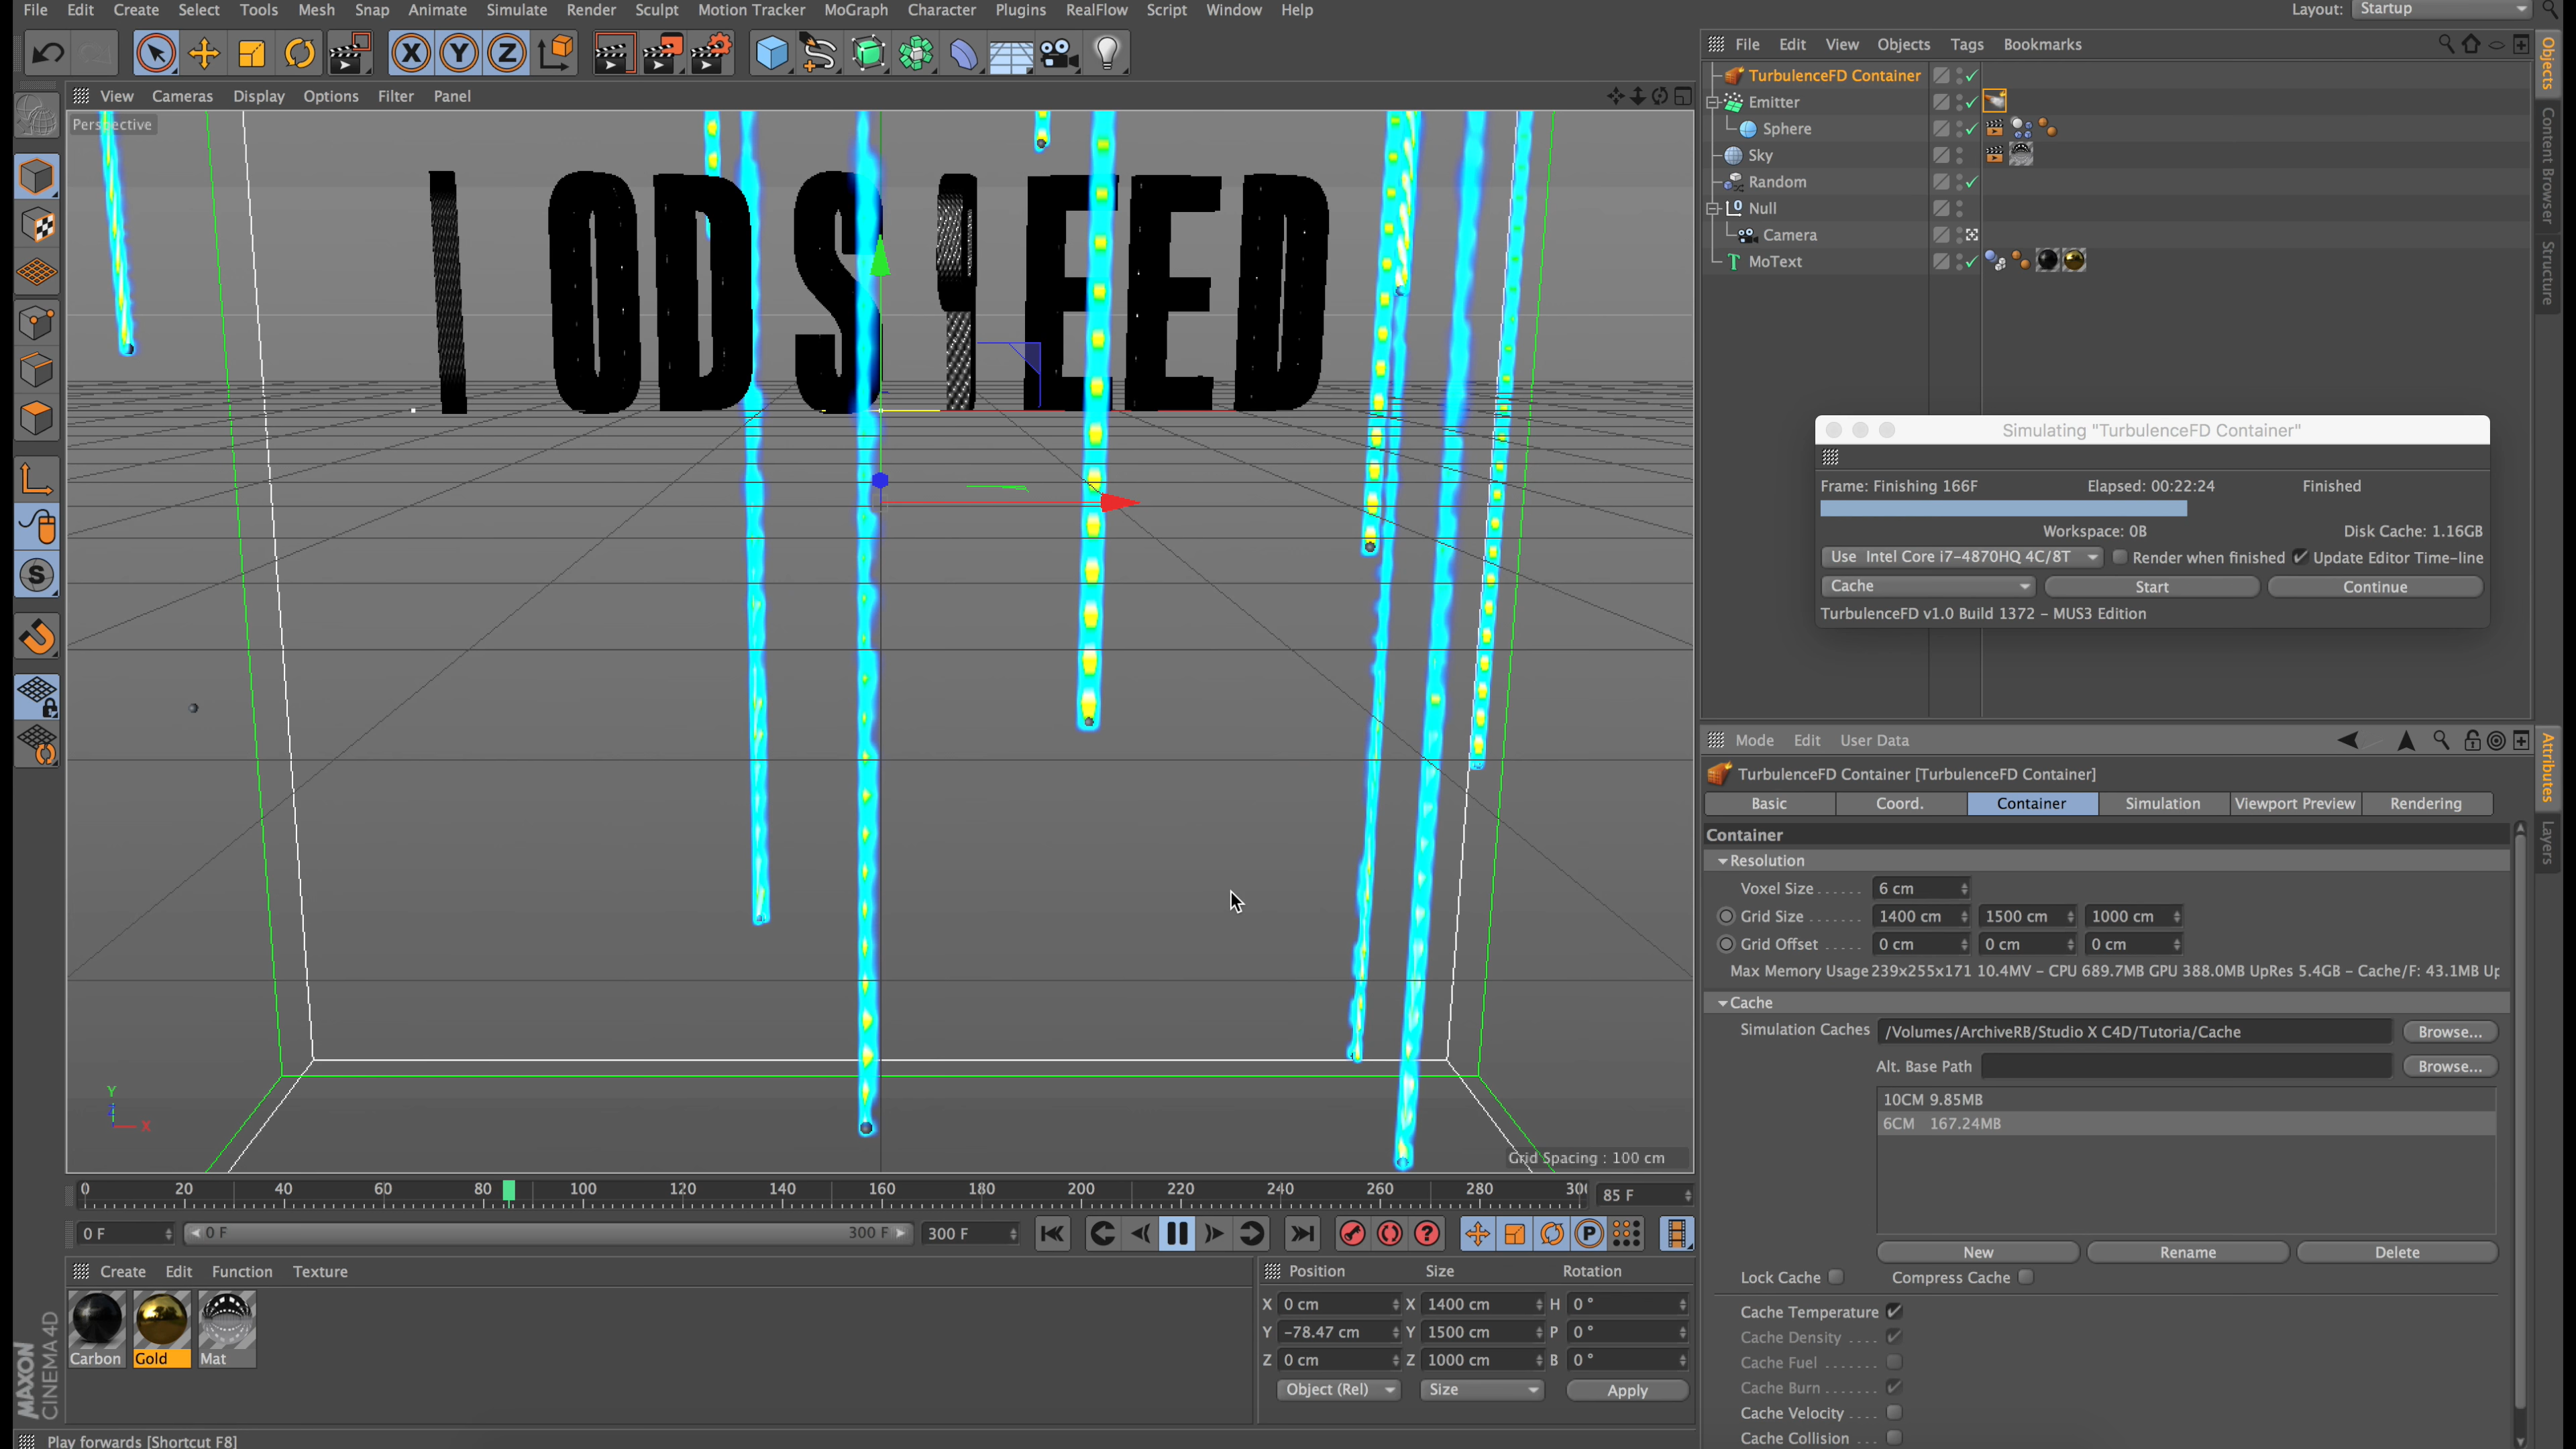 File Edit Create Select Tools Mesh Snap Animate Simulate Render Sculpt Motion Tracker MoGraph Character Plugins RealFlow Script Window Help Layout: Startup
File Edit View Objects Tags Bookmarks
TurbulenceFD Container
Emitter
Sphere
Sky
Random
Null
Camera
MoText
Objects
Content Browser
Structure
View Cameras Display Options Filter Panel
Perspective
ODS EED
Simulating "TurbulenceFD Container"
Frame: Finishing 166F Elapsed: 00:22:24 Finished
Workspace: 0B Disk Cache: 1.16GB
Use Intel Core i7-4870HQ 4C/8T Render when finished Update Editor Time-line
Cache Start Continue
TurbulenceFD v1.0 Build 1372 - MUS3 Edition
Mode Edit User Data
Attributes
Layers
TurbulenceFD Container [TurbulenceFD Container]
Basic Coord. Container Simulation Viewport Preview Rendering
Container
Resolution
Voxel Size...... 6 cm
Grid Size ....... 1400 cm 1500 cm 1000 cm
Grid Offset ..... 0 cm 0 cm 0 cm
Max Memory Usage 239x255x171 10.4MV - CPU 689.7MB GPU 388.0MB UpRes 5.4GB - Cache/F: 43.1MB
Cache
Simulation Caches /Volumes/ArchiveRB/Studio X C4D/Tutoria/Cache Browse...
Alt. Base Path Browse...
10CM 9.85MB
6CM 167.24MB
New Rename Delete
Lock Cache Compress Cache
Cache Temperature
Cache Density ....
Cache Fuel .......
Cache Burn.......
Cache Velocity ....
Cache Collision ...
Y
Z
X
Grid Spacing : 100 cm
0 20 40 60 80 100 120 140 160 180 200 220 240 260 280 300 85 F
0 F 0 F 300 F 300 F
Create Edit Function Texture
Carbon Gold Mat
Position Size Rotation
X 0 cm X 1400 cm H 0 °
Y -78.47 cm Y 1500 cm P 0 °
Z 0 cm Z 1000 cm B 0 °
Object (Rel) Size Apply
MAXON
CINEMA 4D
Play forwards [Shortcut F8]